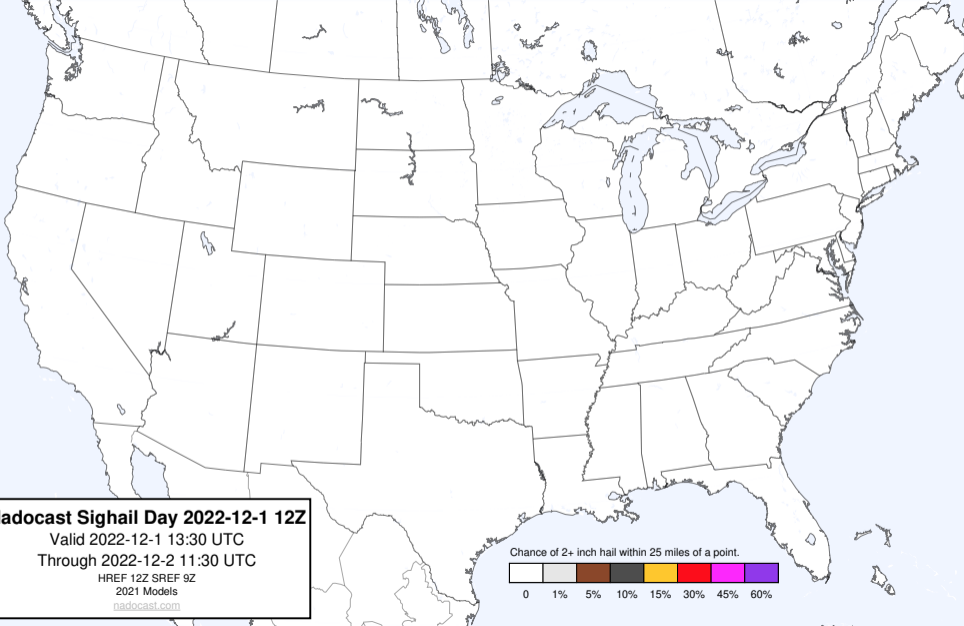 adocast Sighail Day 2022-12-1 12Z
Valid 2022-12-1 13:30 UTC
Through 2022-12-2 11:30 UTC
HREF 12Z SREF 9Z
2021 Models
nadocast.com
Chance of 2+ inch hail within 25 miles of a point.
0 1% 5% 10% 15% 30% 45% 60%